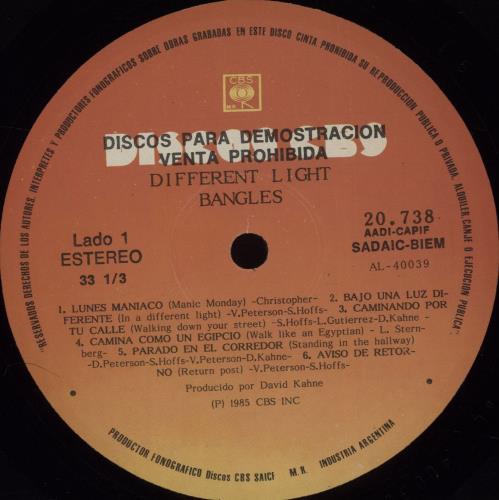 "RESERVADOS DERECHOS DE LOS AUTORES, INTERPRETES Y PRODUCTORES FONOGRAFICOS SOBRE OBRAS GRABADAS EN ESTE DISCO CINTA PROHIBIDA SU REPRODUCCION PUBLICA O PRIVADA, ALQUILER, CANJE O EJECUCION PUBLICA"
CBS
M R
DISCOS PARA DEMOSTRACION
DISCOS CBS
VENTA PROHIBIDA
DIFFERENT LIGHT
BANGLES
Lado 1
ESTEREO
33 1/3
20.738
AADI-CAPIF
SADAIC-BIEM
AL-40039
1. LUNES MANIACO (Manic Monday) -Christopher- 2. BAJO UNA LUZ DI-
FERENTE (In a different light) -V.Peterson-S.Hoffs- 3. CAMINANDO POR
TU CALLE (Walking down your street) -S.Hoffs-L.Gutierrez-D.Kahne-
4. CAMINA COMO UN EGIPCIO (Walk like an Egyptian) - L. Stern-
berg- 5. PARADO EN EL CORREDOR (Standing in the hallway)
-D.Peterson-S.Hoffs-V.Peterson-D.Kahne- 6. AVISO DE RETOR-
NO (Return post) -V.Peterson-S.Hoffs-
Producido por David Kahne
(P) 1985 CBS INC
PRODUCTOR FONOGRAFICO Discos CBS SAICF M.R. INDUSTRIA ARGENTINA